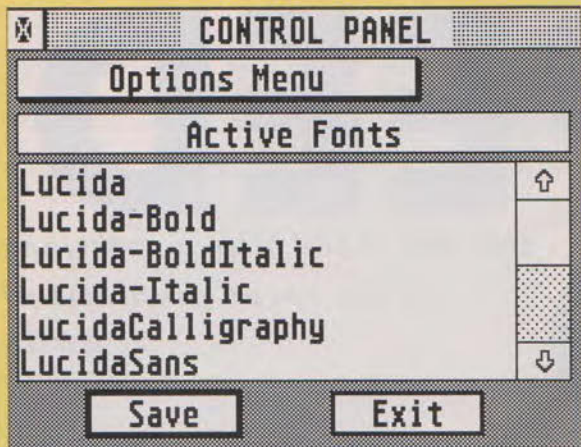 CONTROL PANEL
Options Menu
Active Fonts
Lucida
Lucida-Bold
Lucida-BoldItalic
Lucida-Italic
LucidaCalligraphy
LucidaSans
Save
Exit